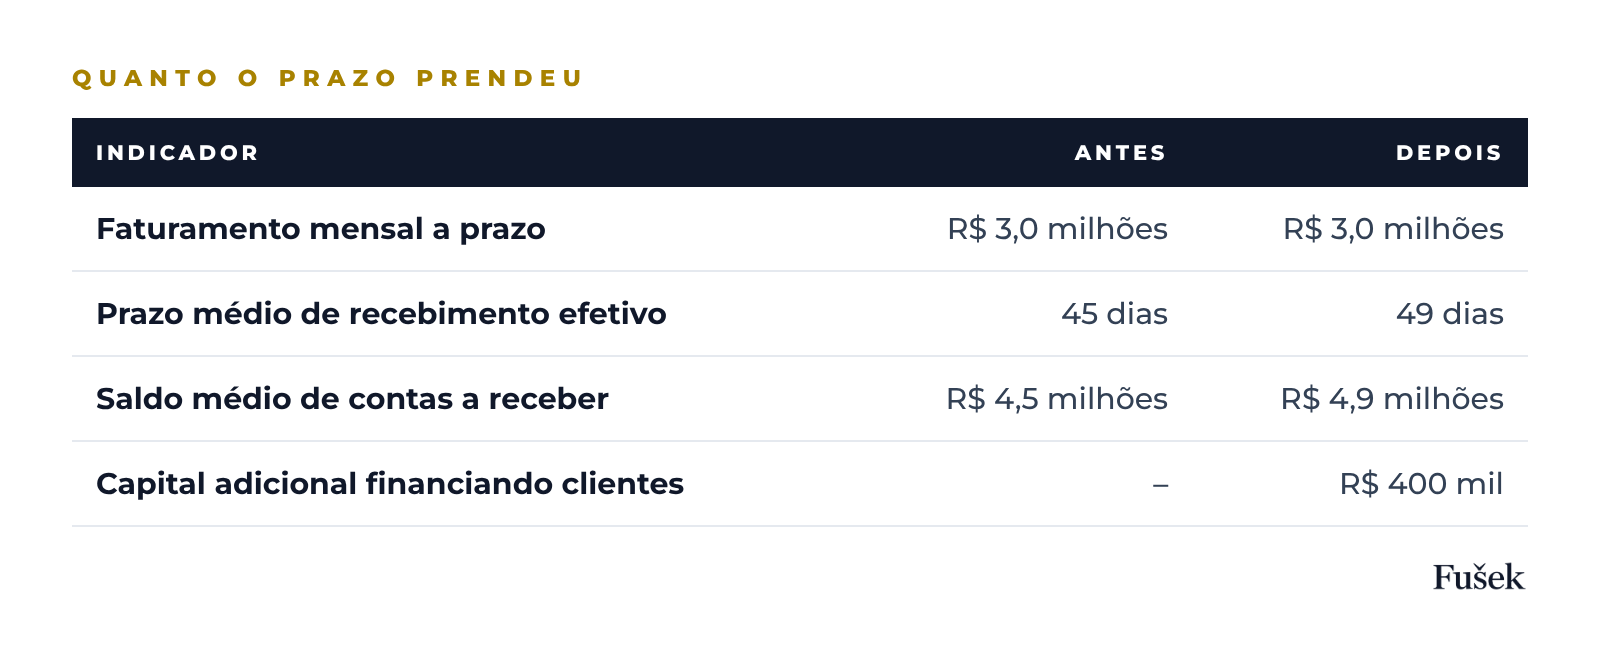 QUANTO O PRAZO PRENDEU
INDICADOR ANTES DEPOIS
Faturamento mensal a prazo R$ 3,0 milhões R$ 3,0 milhões
Prazo médio de recebimento efetivo 45 dias 49 dias
Saldo médio de contas a receber R$ 4,5 milhões R$ 4,9 milhões
Capital adicional financiando clientes – R$ 400 mil
Fušek